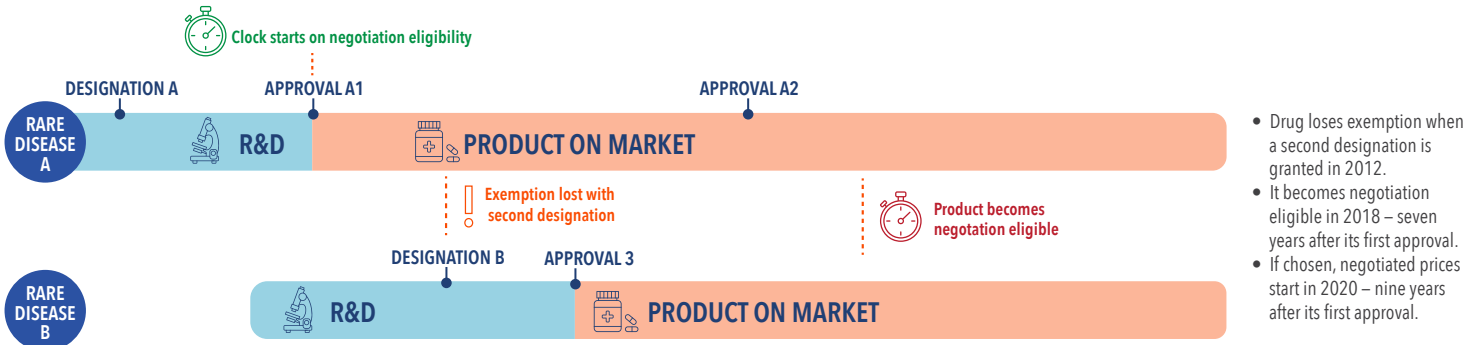 Clock starts on negotiation eligibility
DESIGNATION A
APPROVAL A1
APPROVAL A2
RARE
DISEASE
A
R&D
PRODUCT ON MARKET
Exemption lost with
second designation
Product becomes
negotation eligible
DESIGNATION B
APPROVAL 3
RARE
DISEASE
B
R&D
PRODUCT ON MARKET
• Drug loses exemption when
a second designation is
granted in 2012.
• It becomes negotiation
eligible in 2018 – seven
years after its first approval.
• If chosen, negotiated prices
start in 2020 – nine years
after its first approval.